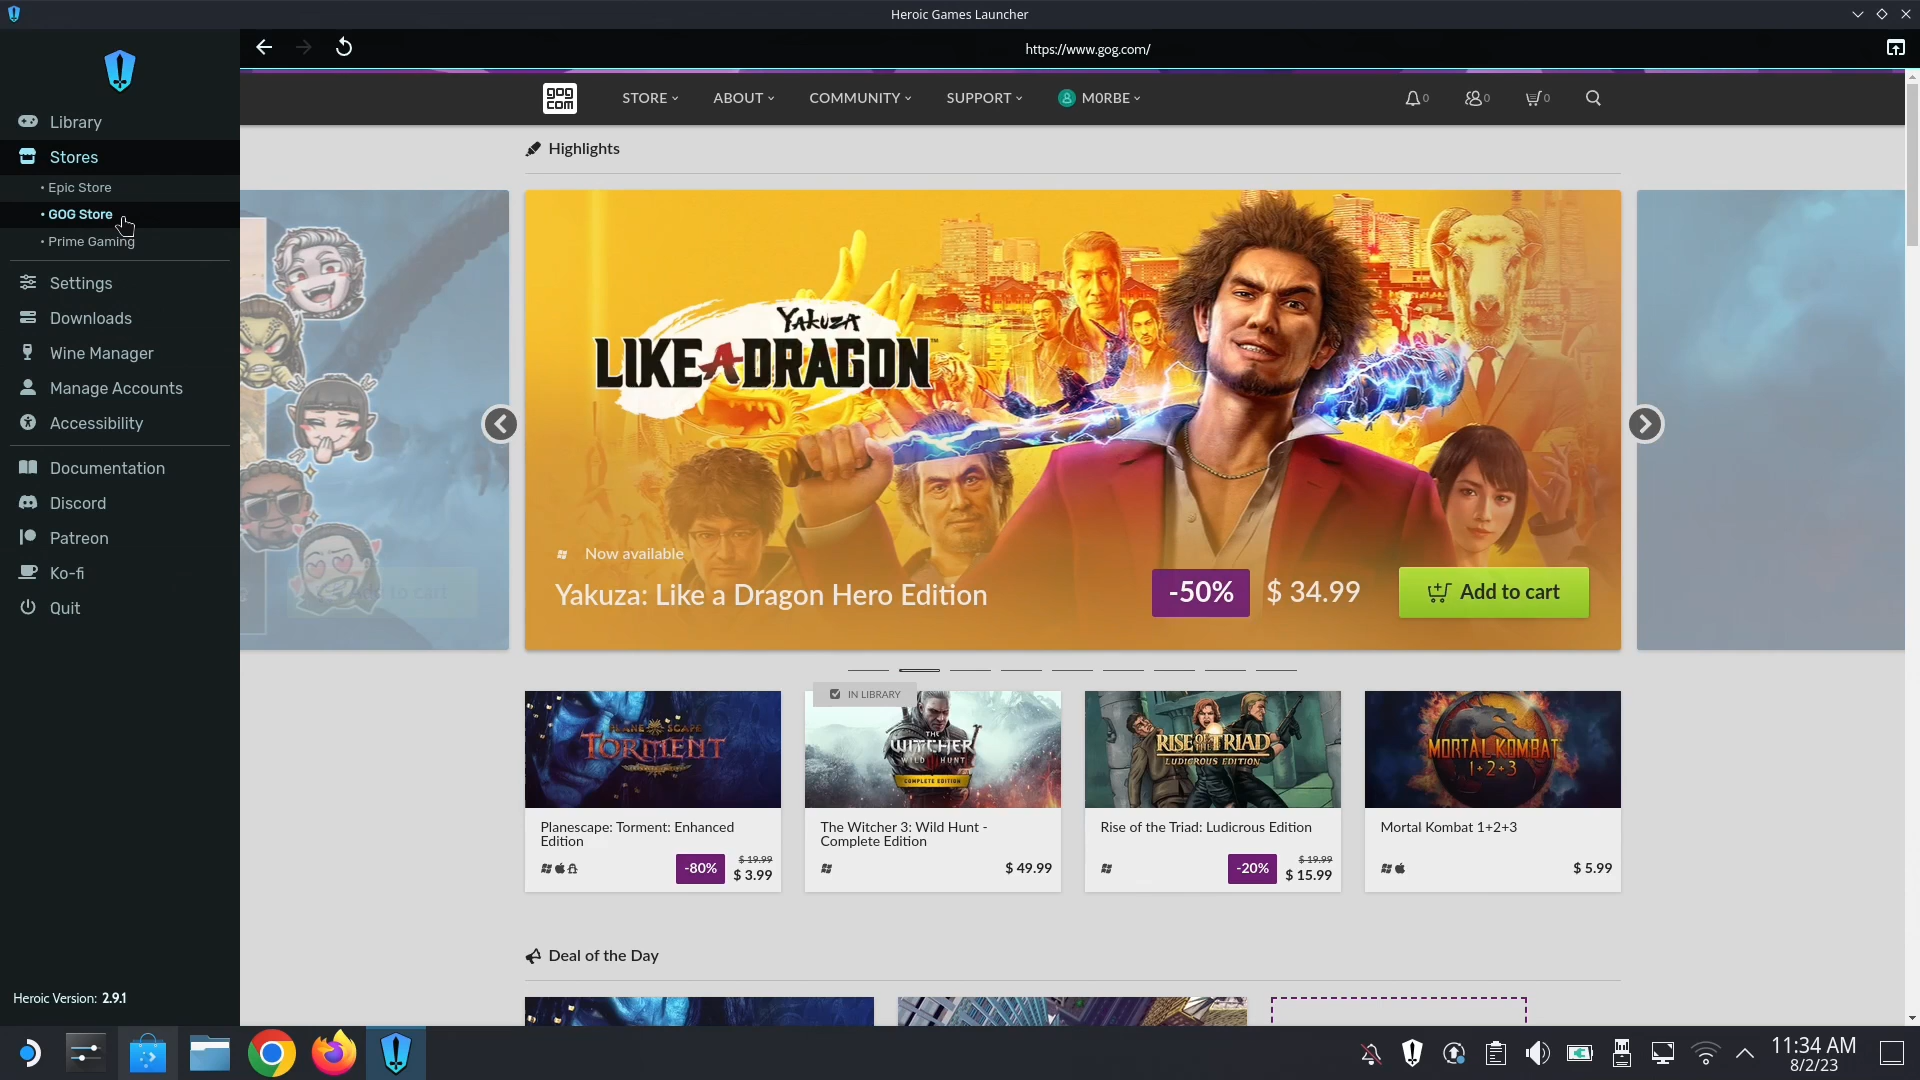 Heroic Games Launcher
https://www.gog.com/
Library
Stores
· Epic Store
· GOG Store
· Prime Gaming
Settings
Downloads
Wine Manager
Manage Accounts
Accessibility
Documentation
Discord
Patreon
Ko-fi
Quit
Heroic Version: 2.9.1
gog
com
STORE
ABOUT
COMMUNITY
SUPPORT
M0RBE
0
0
0
Highlights
YAKUZA
LIKE A DRAGON™
Now available
Yakuza: Like a Dragon Hero Edition
-50%
$ 34.99
Add to cart
PLANESCAPE
TORMENT
Planescape: Torment: Enhanced
Edition
-80%
$ 19.99
$ 3.99
IN LIBRARY
THE
WITCHER
WILD HUNT
COMPLETE EDITION
The Witcher 3: Wild Hunt -
Complete Edition
$ 49.99
RISE OF THE TRIAD
LUDICROUS EDITION
Rise of the Triad: Ludicrous Edition
-20%
$ 19.99
$ 15.99
MORTAL KOMBAT
1+2+3
Mortal Kombat 1+2+3
$ 5.99
Deal of the Day
11:34 AM
8/2/23